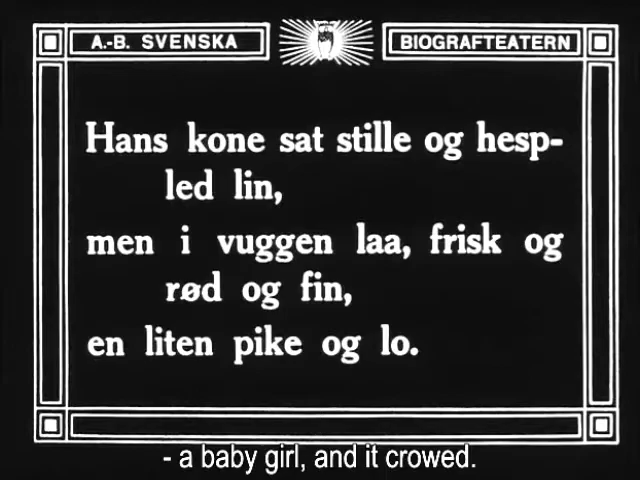 A.-B. SVENSKA BIOGRAFTEATERN
Hans kone sat stille og hesp-
led lin,
men i vuggen laa, frisk og
rød og fin,
en liten pike og lo.
- a baby girl, and it crowed.